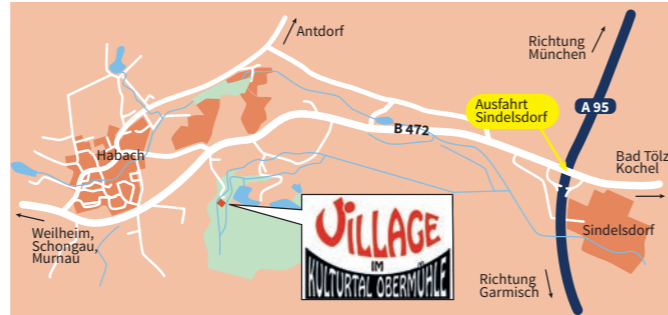 Antdorf
Richtung
München
Ausfahrt
Sindelsdorf
A 95
B 472
Habach
Bad Tölz
Kochel
Weilheim,
Schongau,
Murnau
VILLAGE
IM
KULTURTAL OBERMÜHLE
Sindelsdorf
Richtung
Garmisch